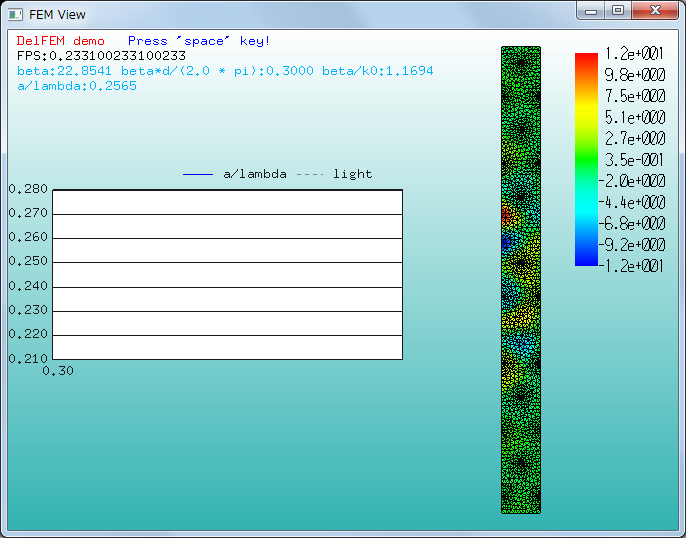 FEM View
DelFEM demo Press "space" key!
FPS:0.233100233100233
beta:22.8541 beta*d/(2.0 * pi):0.3000 beta/k0:1.1694
a/lambda:0.2565
a/lambda light
0.280
0.270
0.260
0.250
0.240
0.230
0.220
0.210
0.30
1.2e+001
9.8e+000
7.5e+000
5.1e+000
2.7e+000
3.5e-001
-2.0e+000
-4.4e+000
-6.8e+000
-9.2e+000
-1.2e+001